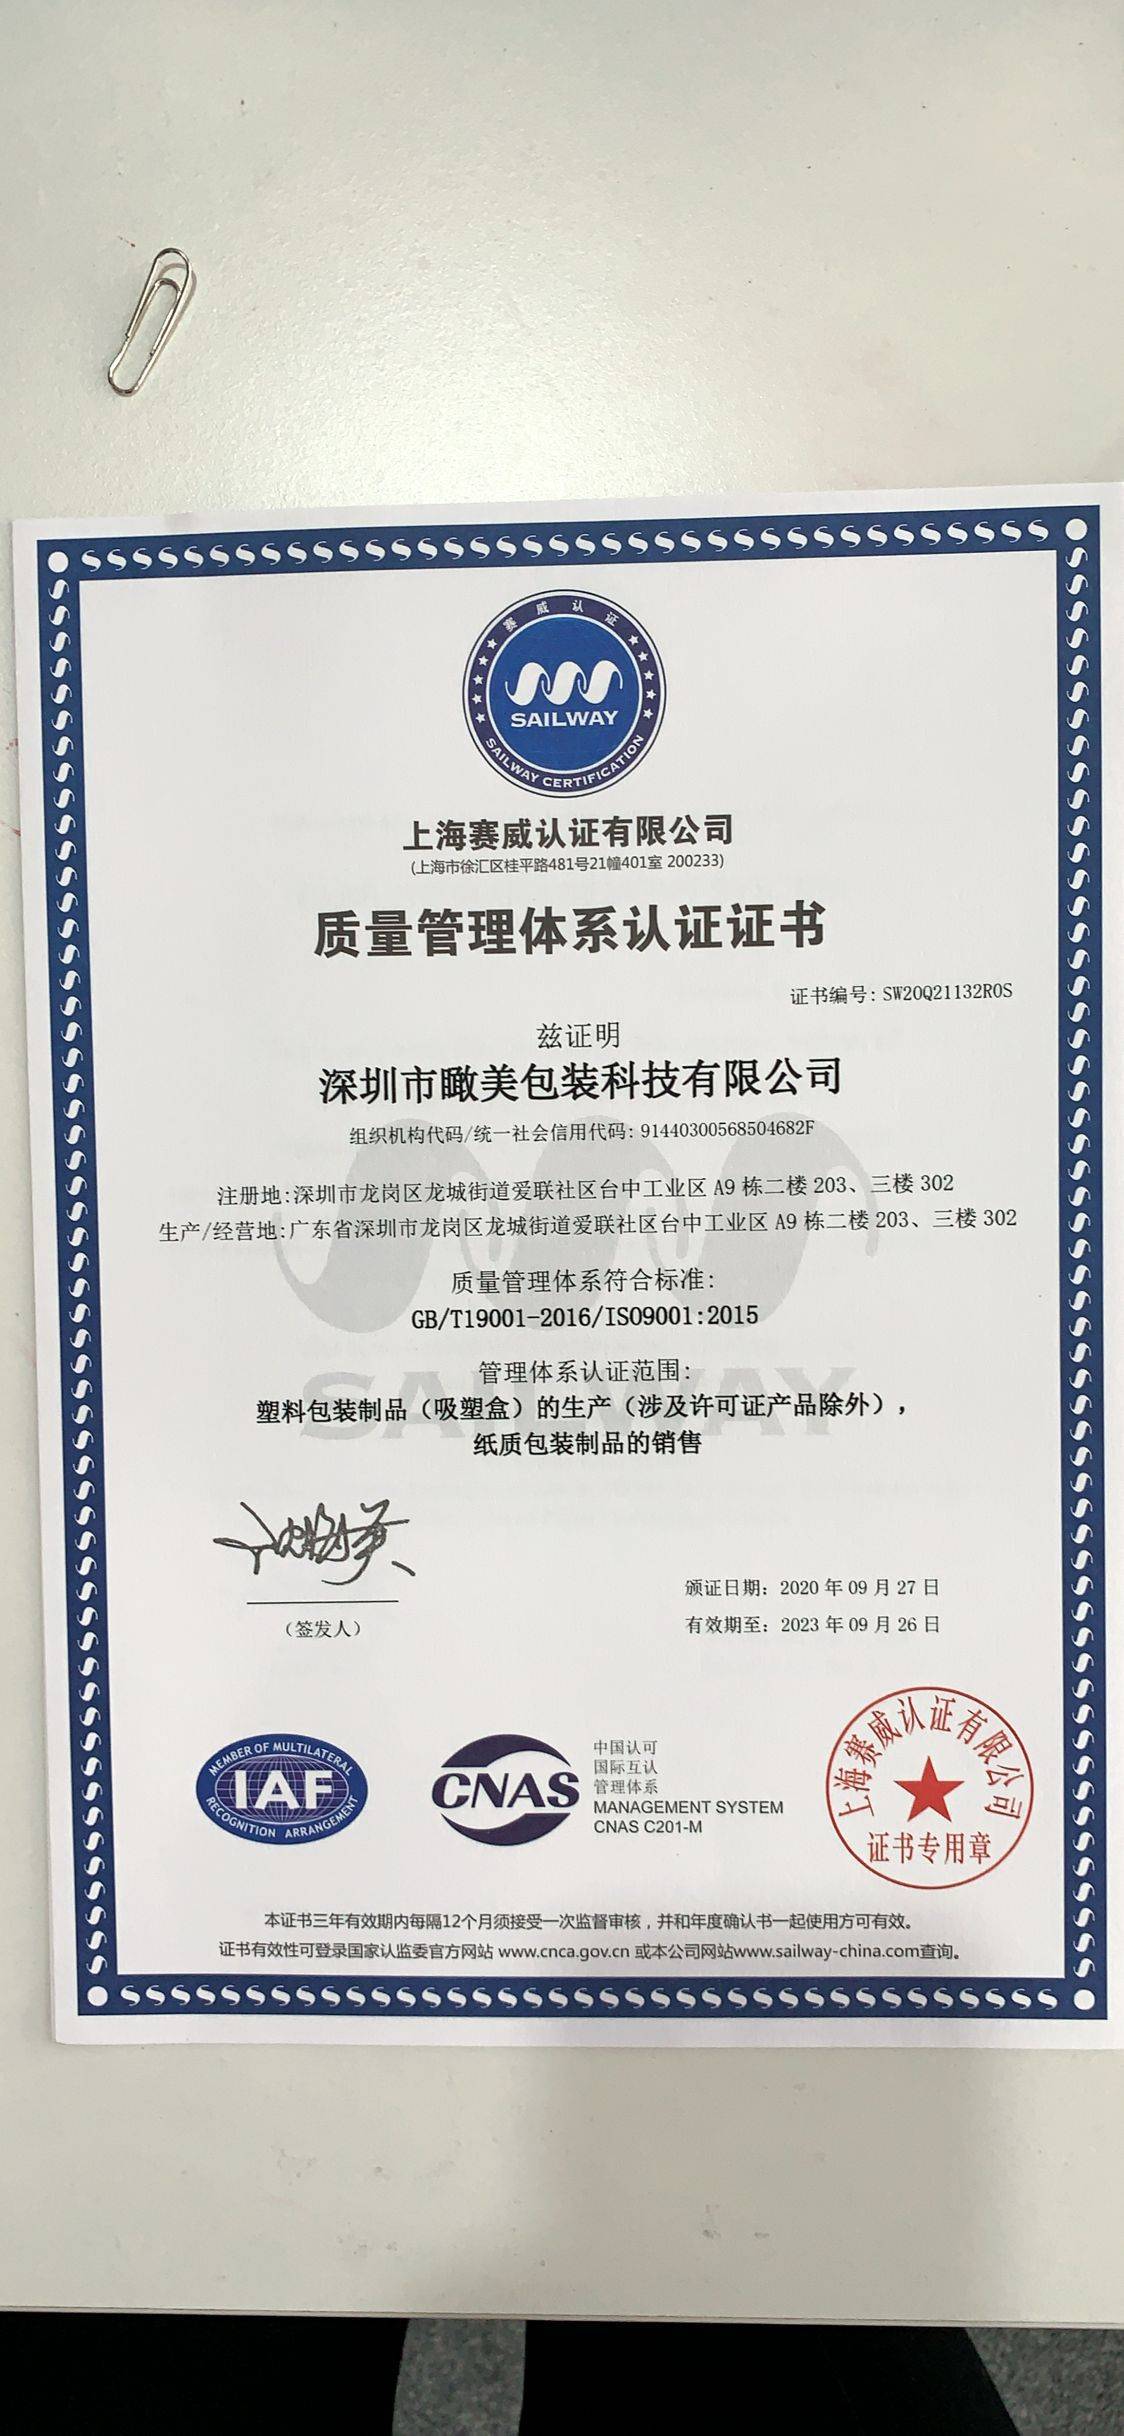 赛威认证
SAILWAY
SAILWAY CERTIFICATION
上海赛威认证有限公司
(上海市徐汇区桂平路481号21幢401室 200233)
质量管理体系认证证书
证书编号: SW20Q21132R0S
兹证明
深圳市瞰美包装科技有限公司
组织机构代码/统一社会信用代码: 91440300568504682F
注册地:深圳市龙岗区龙城街道爱联社区台中工业区 A9 栋二楼 203、三楼 302
生产/经营地:广东省深圳市龙岗区龙城街道爱联社区台中工业区 A9 栋二楼 203、三楼 302
质量管理体系符合标准:
GB/T19001-2016/ISO9001:2015
管理体系认证范围:
SAILWAY
塑料包装制品（吸塑盒）的生产（涉及许可证产品除外），
纸质包装制品的销售
（签发人）
颁证日期: 2020 年 09 月 27 日
有效期至: 2023 年 09 月 26 日
MEMBER OF MULTILATERAL
IAF
RECOGNITION ARRANGEMENT
CNAS
中国认可
国际互认
管理体系
MANAGEMENT SYSTEM
CNAS C201-M
上海赛威认证有限公司
证书专用章
本证书三年有效期内每隔12个月须接受一次监督审核，并和年度确认书一起使用方可有效。
证书有效性可登录国家认监委官方网站 www.cnca.gov.cn 或本公司网站www.sailway-china.com查询。